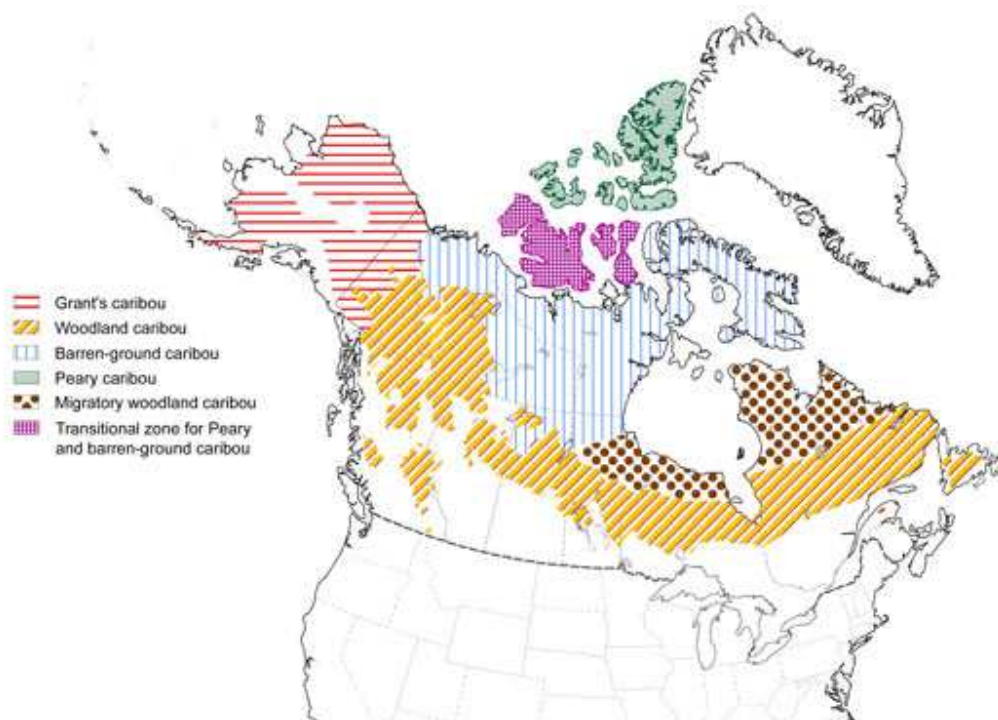 Grant's caribou
Woodland caribou
Barren-ground caribou
Peary caribou
Migratory woodland caribou
Transitional zone for Peary
and barren-ground caribou